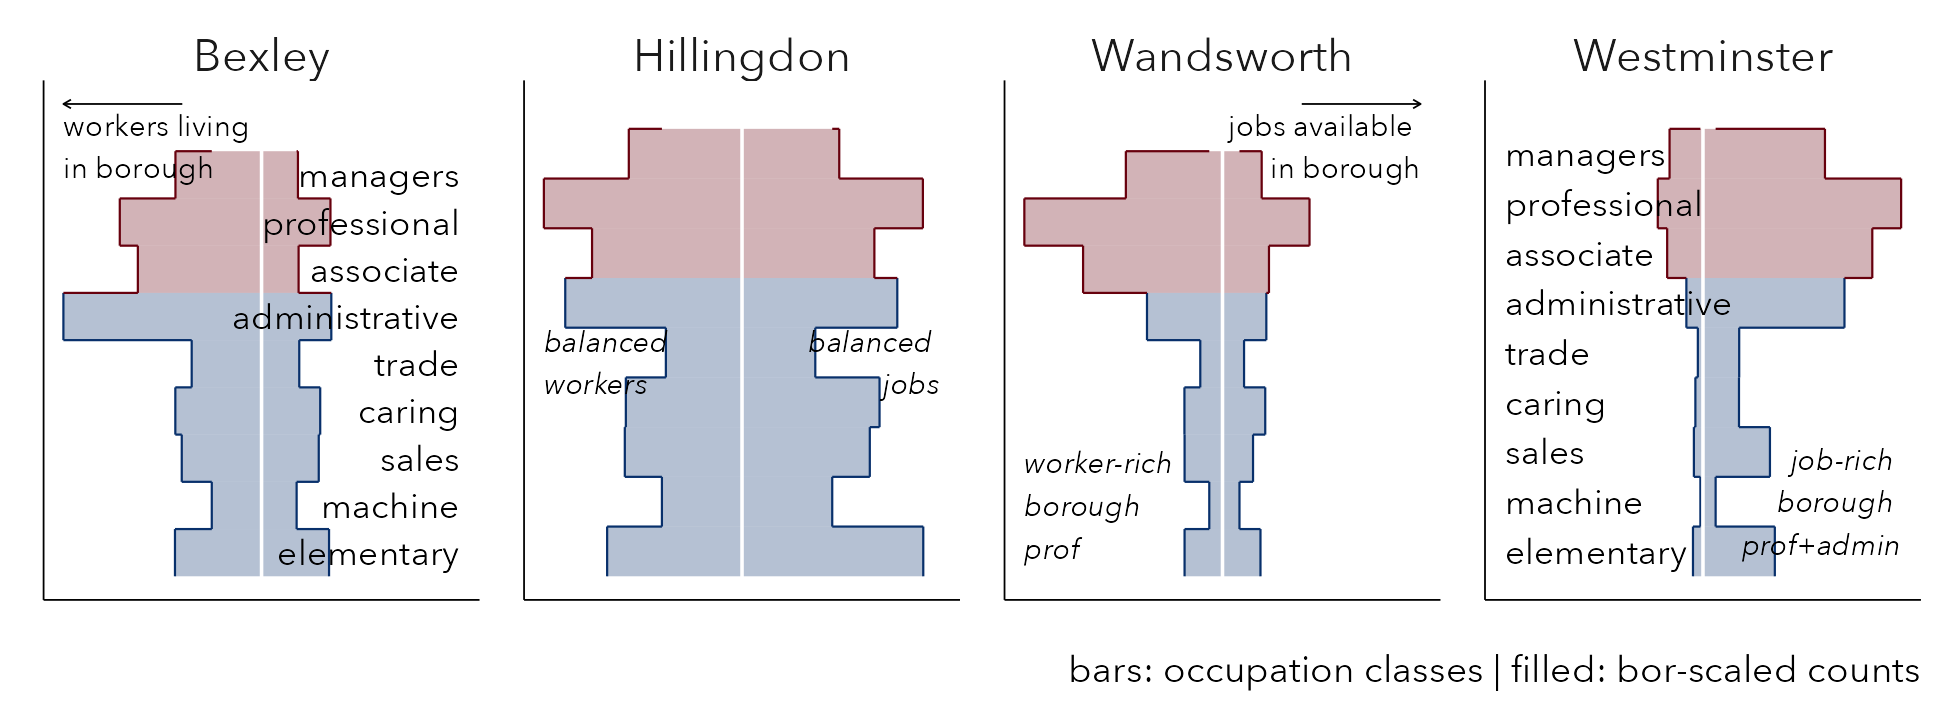 Bexley
Hillingdon
Wandsworth
Westminster
workers living
in borough
managers
professional
associate
administrative
trade
caring
sales
machine
elementary
balanced
workers
balanced
jobs
jobs available
in borough
worker-rich
borough
prof
managers
professional
associate
administrative
trade
caring
sales
machine
elementary
job-rich
borough
prof+admin
bars: occupation classes | filled: bor-scaled counts